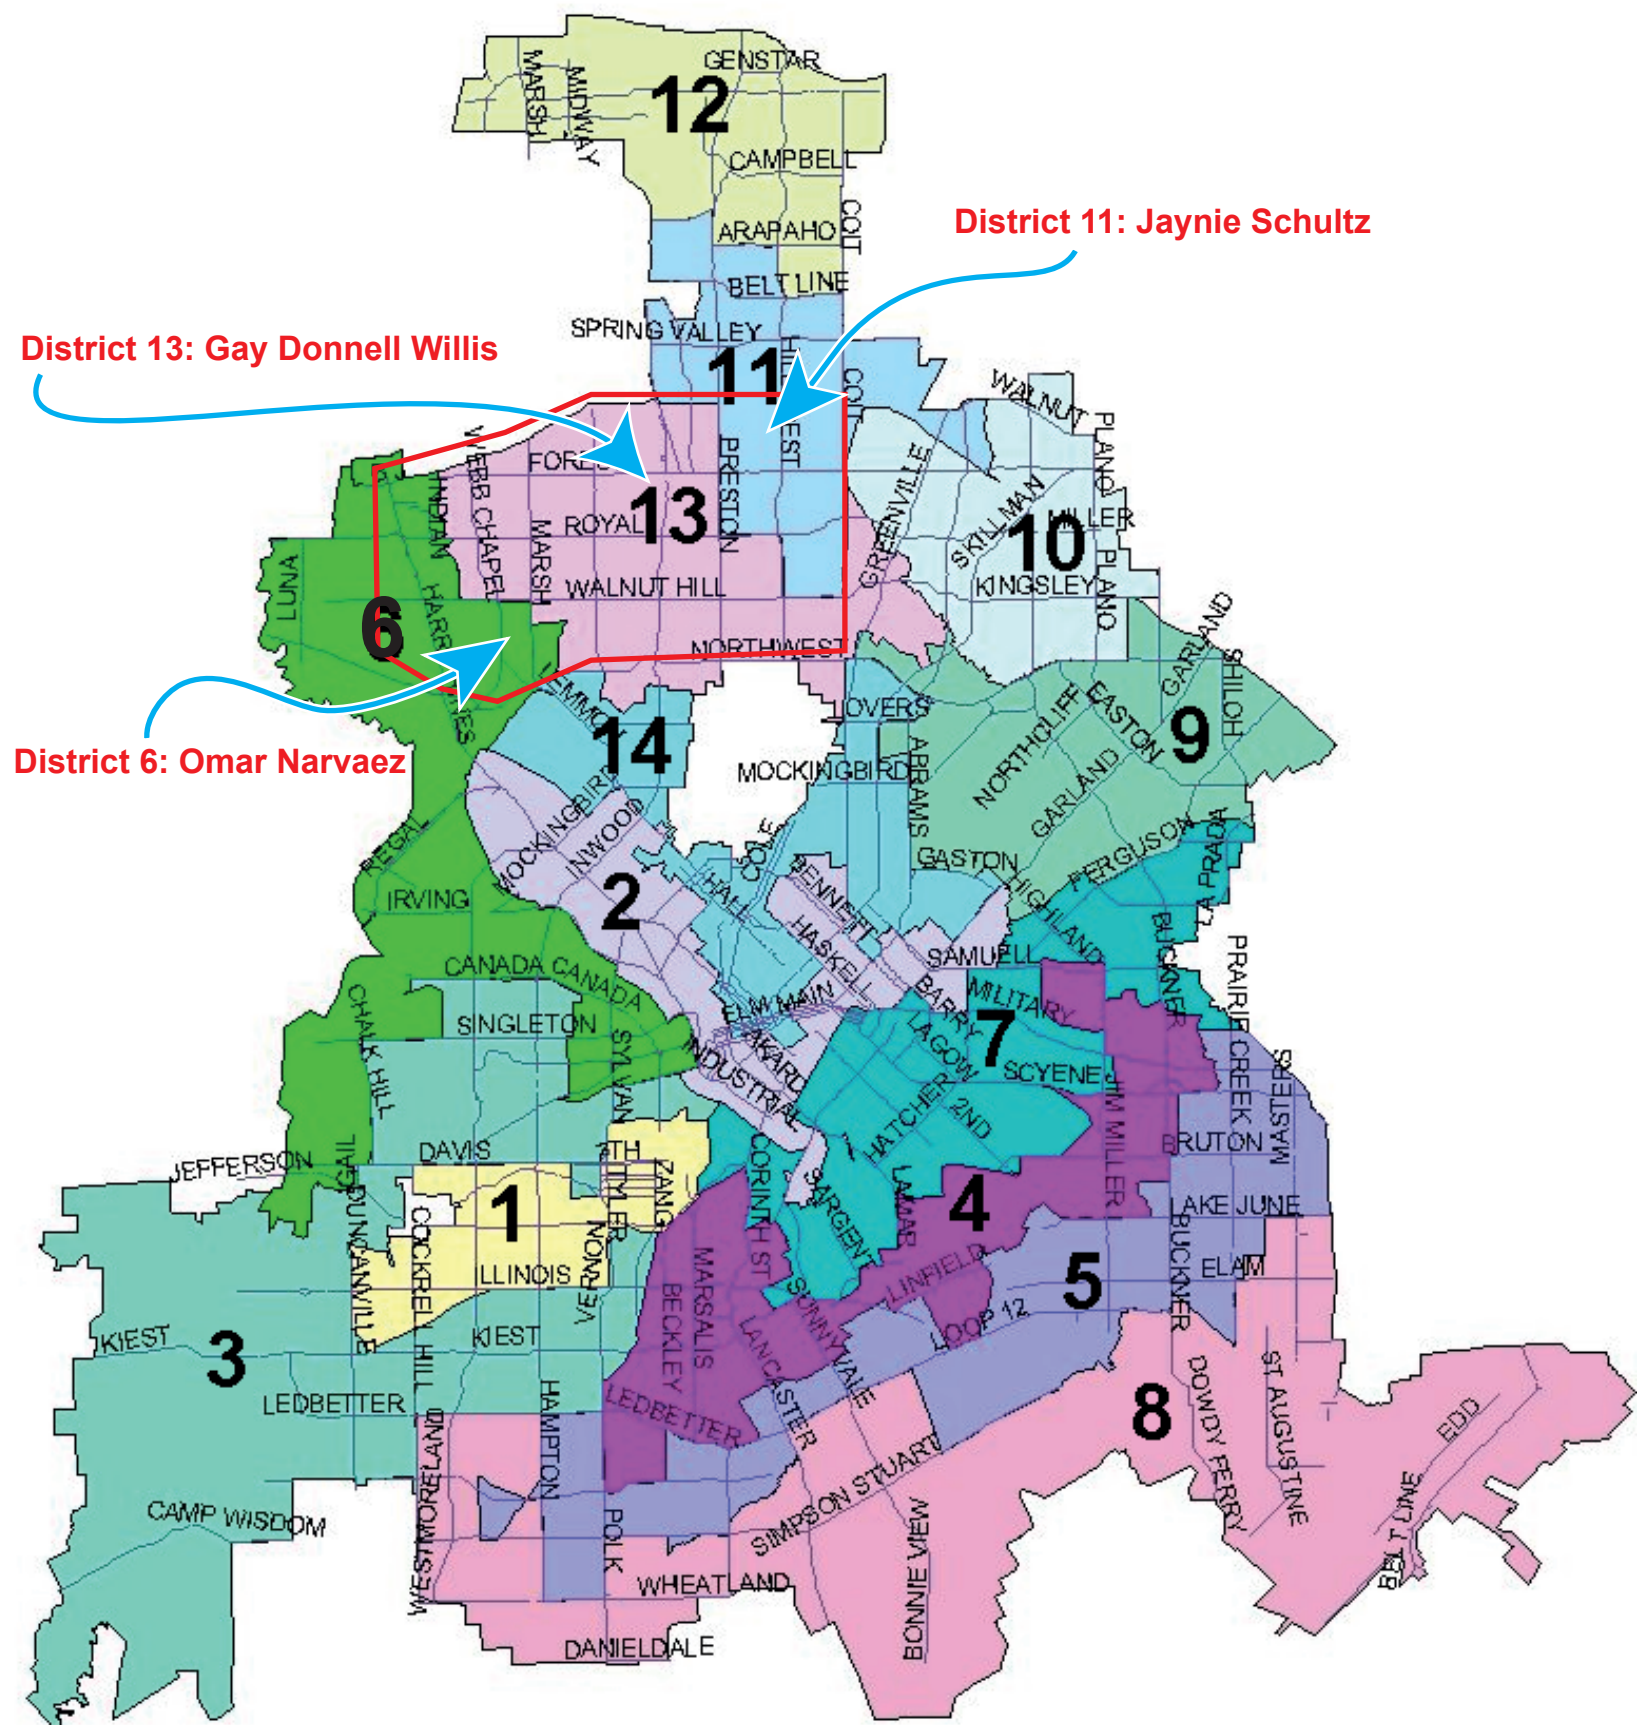 GENSTAR
MARSH
MIDWAY
12
CAMPBELL
COIT
ARAPAHO
District 11: Jaynie Schultz
BELT LINE
SPRING VALLEY
District 13: Gay Donnell Willis
11
COIT
WALNUT
PLANO
WEBB CHAPEL
PRESTON
GREENVILLE
INDIAN
MARSH
ROYAL
13
SKILLMAN
MILLER
10
LUNA
WALNUT HILL
KINGSLEY
PLANO
6
NORTHWEST
GARLAND
SHILOH
LEMMON
District 6: Omar Narvaez
14
NORTHCLIFF
EASTON
9
MOCKINGBIRD
ABRAMS
GARLAND
MOCKINGBIRD
INWOOD
COLE
GASTON
FERGUSON
LA PRADA
REGAL
IRVING
2
HALL
BENNETT
HASKELL
HIGHLAND
BUCKNER
SAMUELL
CANADA CANADA
PRAIRIE CREEK
CHALK HILL
SINGLETON
SYLVAN
ELM MAIN
BARRY
MILITARY
7
LAGOW
SCYENE
INDUSTRIAL
AKARD
HATCHER
2ND
JIM MILLER
MASTERS
BRUTON
JEFFERSON
DAVIS
ZANG
TYLER
CORINTH ST
SARGENT
LAMAR
4
LAKE JUNE
1
DUNCANVILLE
COCKRELL HILL
ILLINOIS
MARSALIS
BECKLEY
SUNNYVALE
LINFIELD
5
BUCKNER
ELAM
KIEST
3
KIEST
LANCASTER
LOOP 12
LEDBETTER
LEDBETTER
HAMPTON
8
DOWDY FERRY
ST AUGUSTINE
EDD
WESTMORELAND
CAMP WISDOM
POLK
SIMPSON STUART
BONNIE VIEW
BELT LINE
WHEATLAND
DANIELDALE